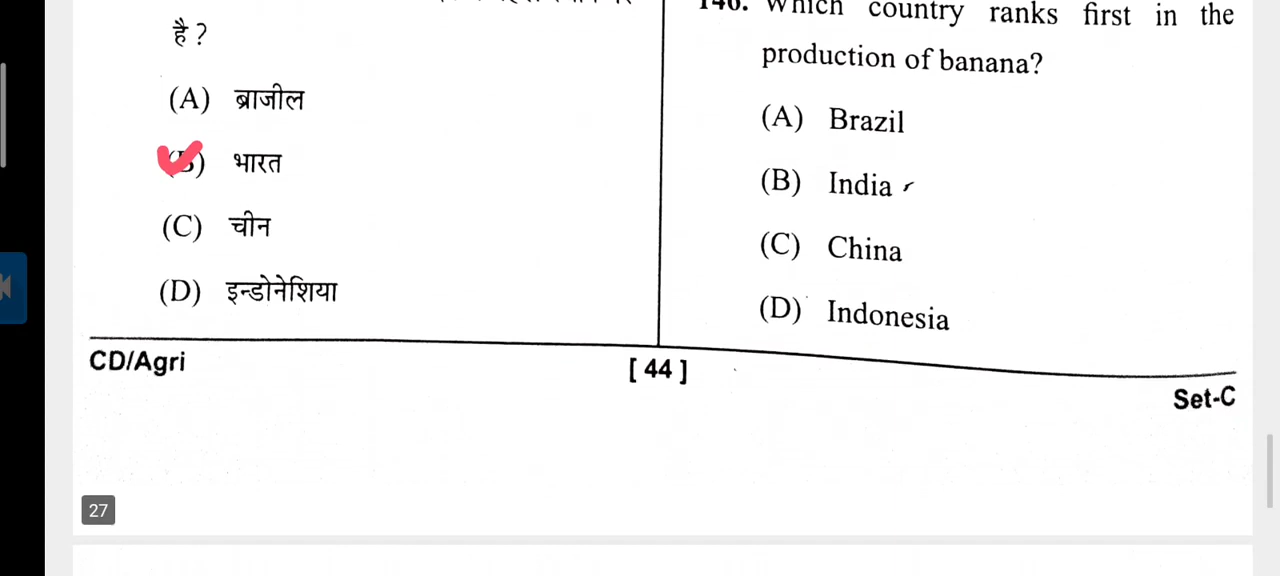 है ?
(A) ब्राजील
(B) भारत
(C) चीन
(D) इन्डोनेशिया
146. Which country ranks first in the
production of banana?
(A) Brazil
(B) India
(C) China
(D) Indonesia
CD/Agri
[ 44 ]
Set-C
27